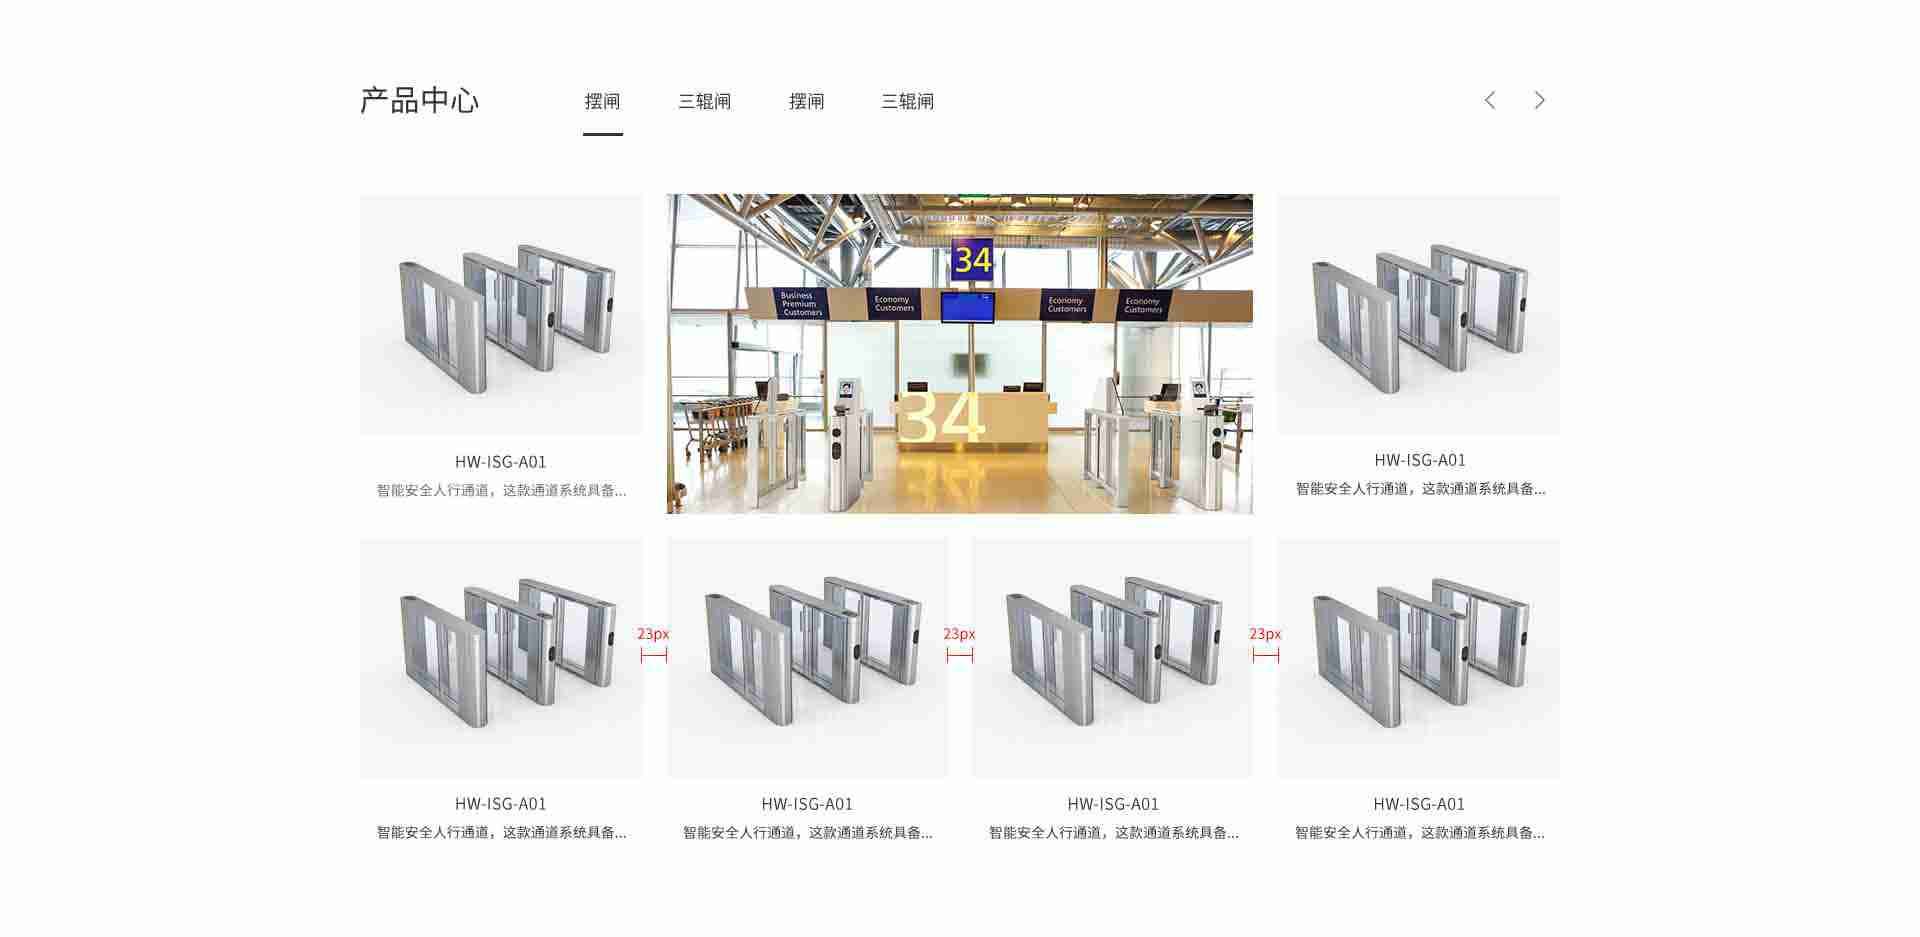 产品中心
摆闸
三辊闸
摆闸
三辊闸
34
Business
Premium
Customers
Economy
Customers
Economy
Customers
Economy
Customers
34
HW-ISG-A01
智能安全人行通道，这款通道系统具备...
HW-ISG-A01
智能安全人行通道，这款通道系统具备...
23px
23px
23px
HW-ISG-A01
智能安全人行通道，这款通道系统具备...
HW-ISG-A01
智能安全人行通道，这款通道系统具备...
HW-ISG-A01
智能安全人行通道，这款通道系统具备...
HW-ISG-A01
智能安全人行通道，这款通道系统具备...